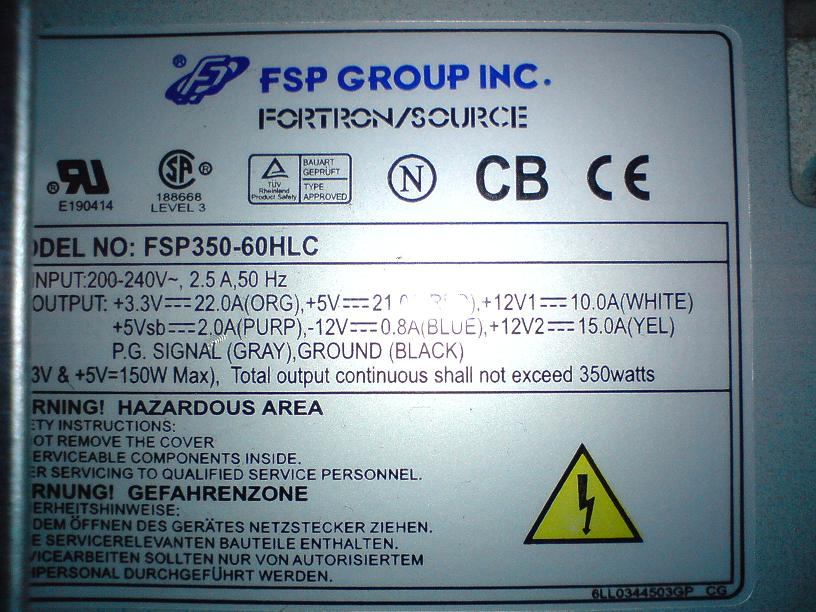 ® FSP GROUP INC.
FORTRON/SOURCE
® RU
E190414
SA ®
188668
LEVEL 3
TÜV
Rheinland
Product Safety
BAUART
GEPRÜFT
TYPE
APPROVED
N
CB
CE
ODEL NO: FSP350-60HLC
INPUT:200-240V~, 2.5 A,50 Hz
OUTPUT: +3.3V⎓22.0A(ORG),+5V⎓21.0 ),+12V1⎓10.0A(WHITE)
+5Vsb⎓2.0A(PURP),-12V⎓0.8A(BLUE),+12V2⎓15.0A(YEL)
P.G. SIGNAL (GRAY),GROUND (BLACK)
3V & +5V=150W Max), Total output continuous shall not exceed 350watts
RNING! HAZARDOUS AREA
ETY INSTRUCTIONS:
OT REMOVE THE COVER
ERVICEABLE COMPONENTS INSIDE.
ER SERVICING TO QUALIFIED SERVICE PERSONNEL.
RNUNG! GEFAHRENZONE
ERHEITSHINWEISE:
DEM ÖFFNEN DES GERÄTES NETZSTECKER ZIEHEN.
E SERVICERELEVANTEN BAUTEILE ENTHALTEN.
VICEARBEITEN SOLLTEN NUR VON AUTORISIERTEM
HPERSONAL DURCHGEFÜHRT WERDEN.
6LL0344503GP CG